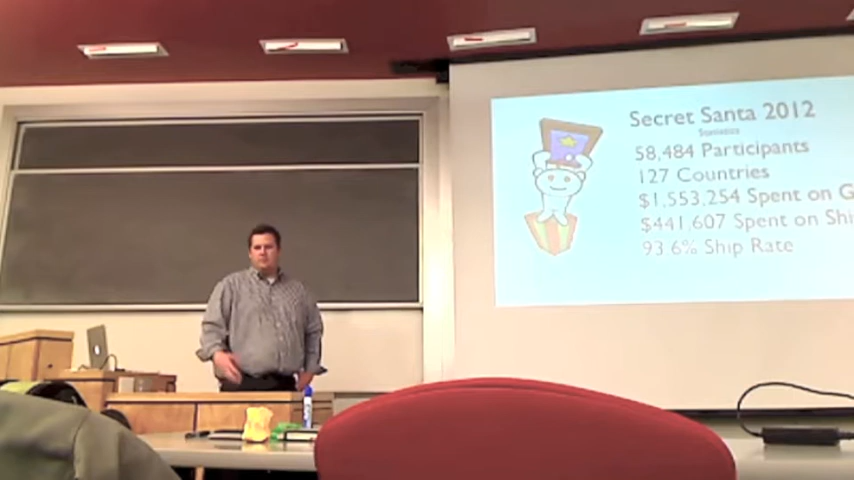 Secret Santa 2012
Statistics
58,484 Participants
127 Countries
$1,553,254 Spent on G
$441,607 Spent on Shi
93.6% Ship Rate